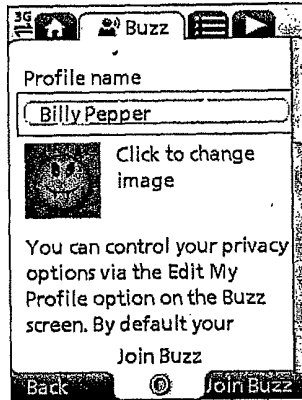 3G
Buzz
Profile name
Billy Pepper
Click to change
image
You can control your privacy
options via the Edit My
Profile option on the Buzz
screen. By default your
Join Buzz
Back
Join Buzz